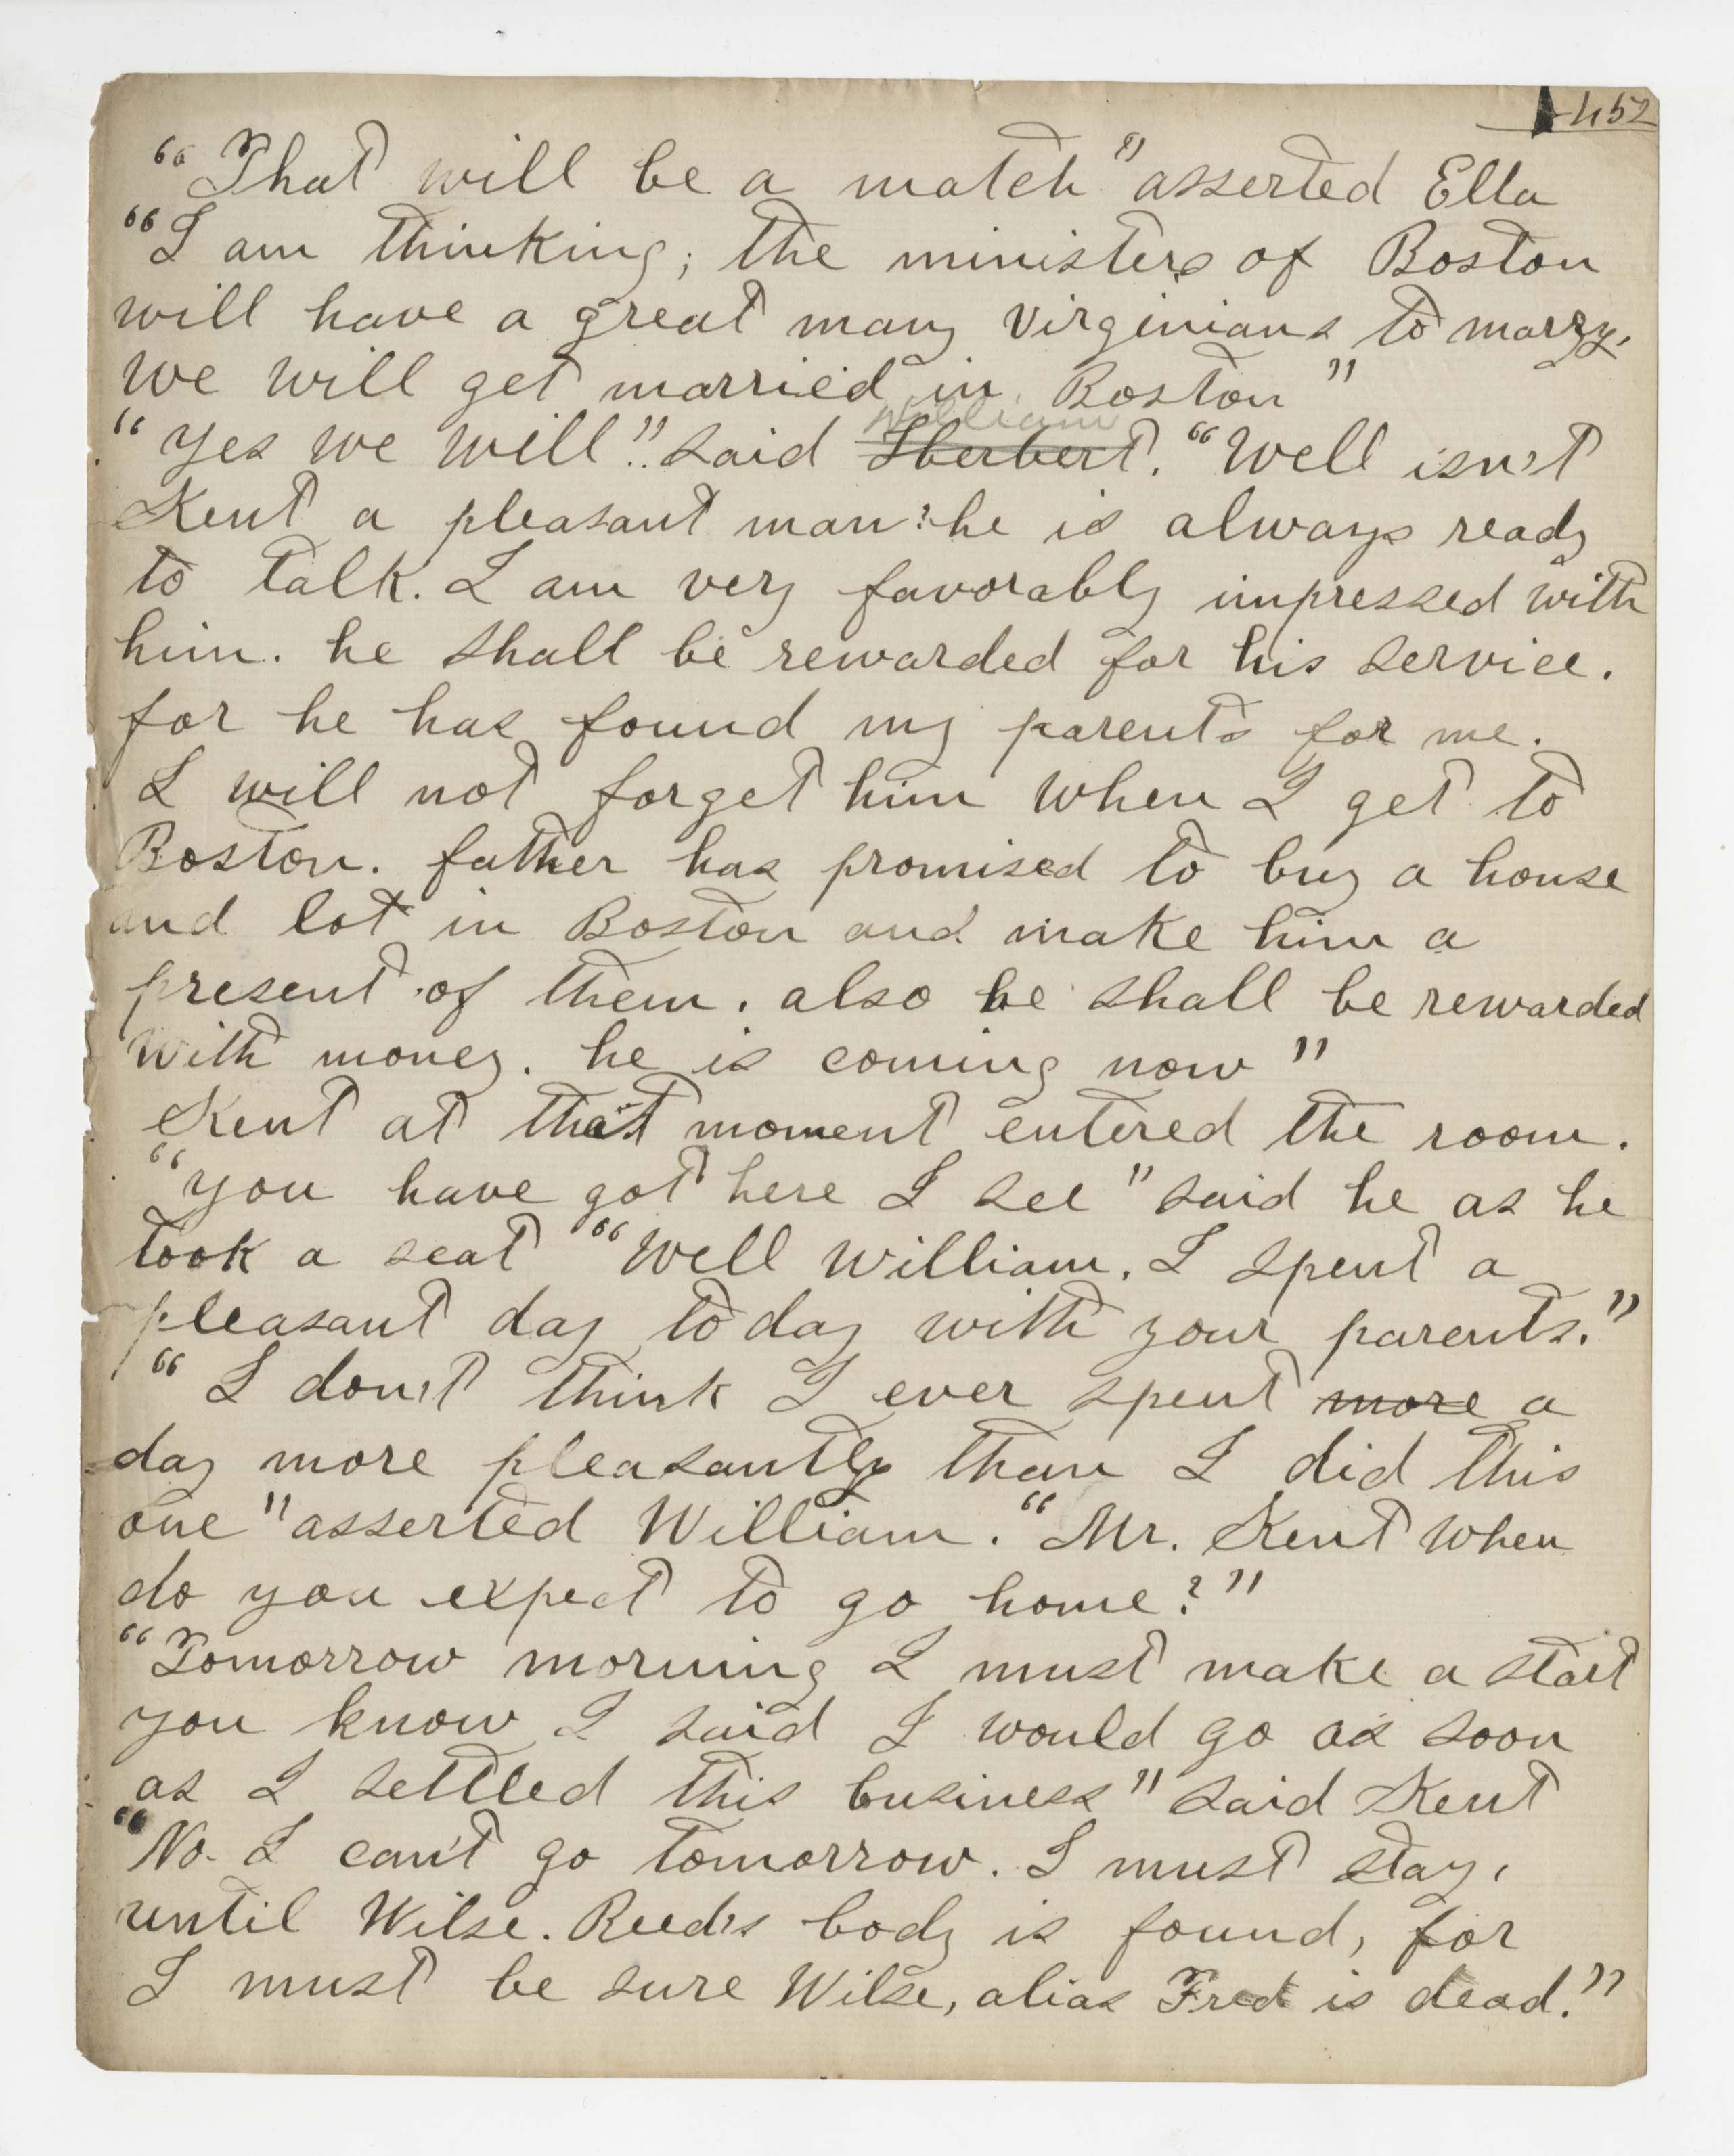 452
"That will be a match" asserted Ella
"I am thinking; the ministers of Boston
will have a great many Virginians to marry.
we will get married in Boston"
William
"Yes we will". said ~~Herbert~~. "Well isn't
Kent a pleasant man? he is always ready
to talk. I am very favorably impressed with
him. he shall be rewarded for his service.
for he has found my parents for me.
I will not forget him when I get to
Boston. father has promised to buy a house
and lot in Boston and make him a
present of them. also he shall be rewarded
with money. he is coming now"
Kent at that moment entered the room.
"You have got here I see" said he as he
took a seat "Well William. I spent a
pleasant day today with your parents."
"I don't think I ever spent ~~more~~ a
day more pleasantly than I did this
one" asserted William. "Mr. Kent when
do you expect to go home?"
"Tomorrow morning I must make a start
you know I said I would go as soon
as I settled this business" said Kent
"No. I can't go tomorrow. I must stay,
until Wilse. Reed's body is found, for
I must be sure Wilse, alias Fred is dead."